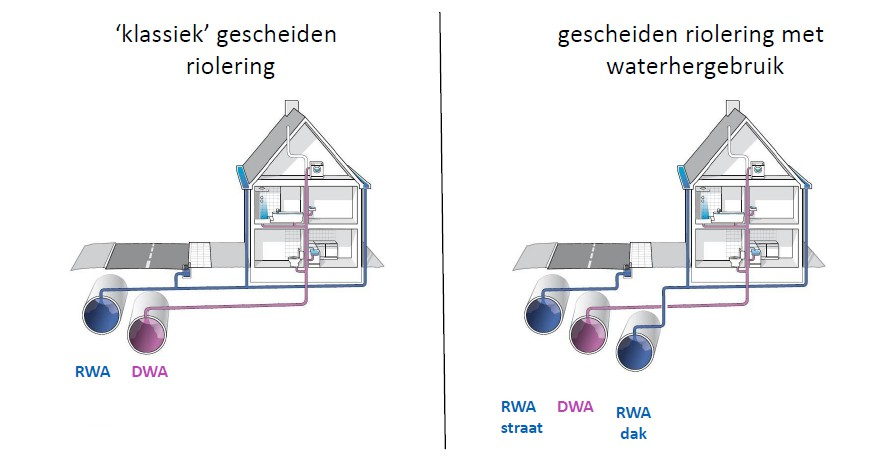 ‘klassiek’ gescheiden
riolering
RWA DWA
gescheiden riolering met
waterhergebruik
RWA DWA
straat
RWA
dak